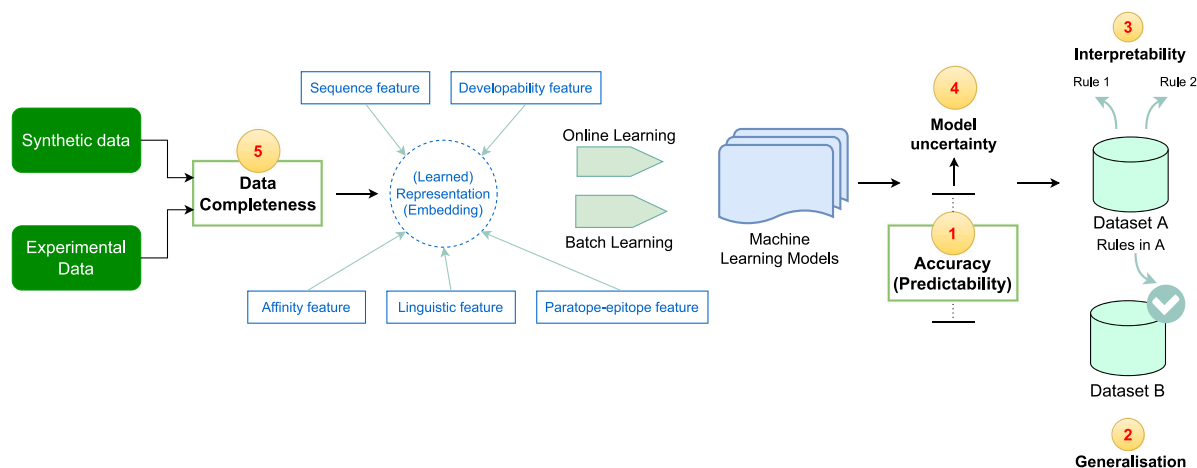 Synthetic data
Experimental
Data
5
Data
Completeness
Sequence feature
Developability feature
(Learned)
Representation
(Embedding)
Affinity feature
Linguistic feature
Paratope-epitope feature
Online Learning
Batch Learning
Machine
Learning Models
4
Model
uncertainty
1
Accuracy
(Predictability)
3
Interpretability
Rule 1
Rule 2
Dataset A
Rules in A
Dataset B
2
Generalisation